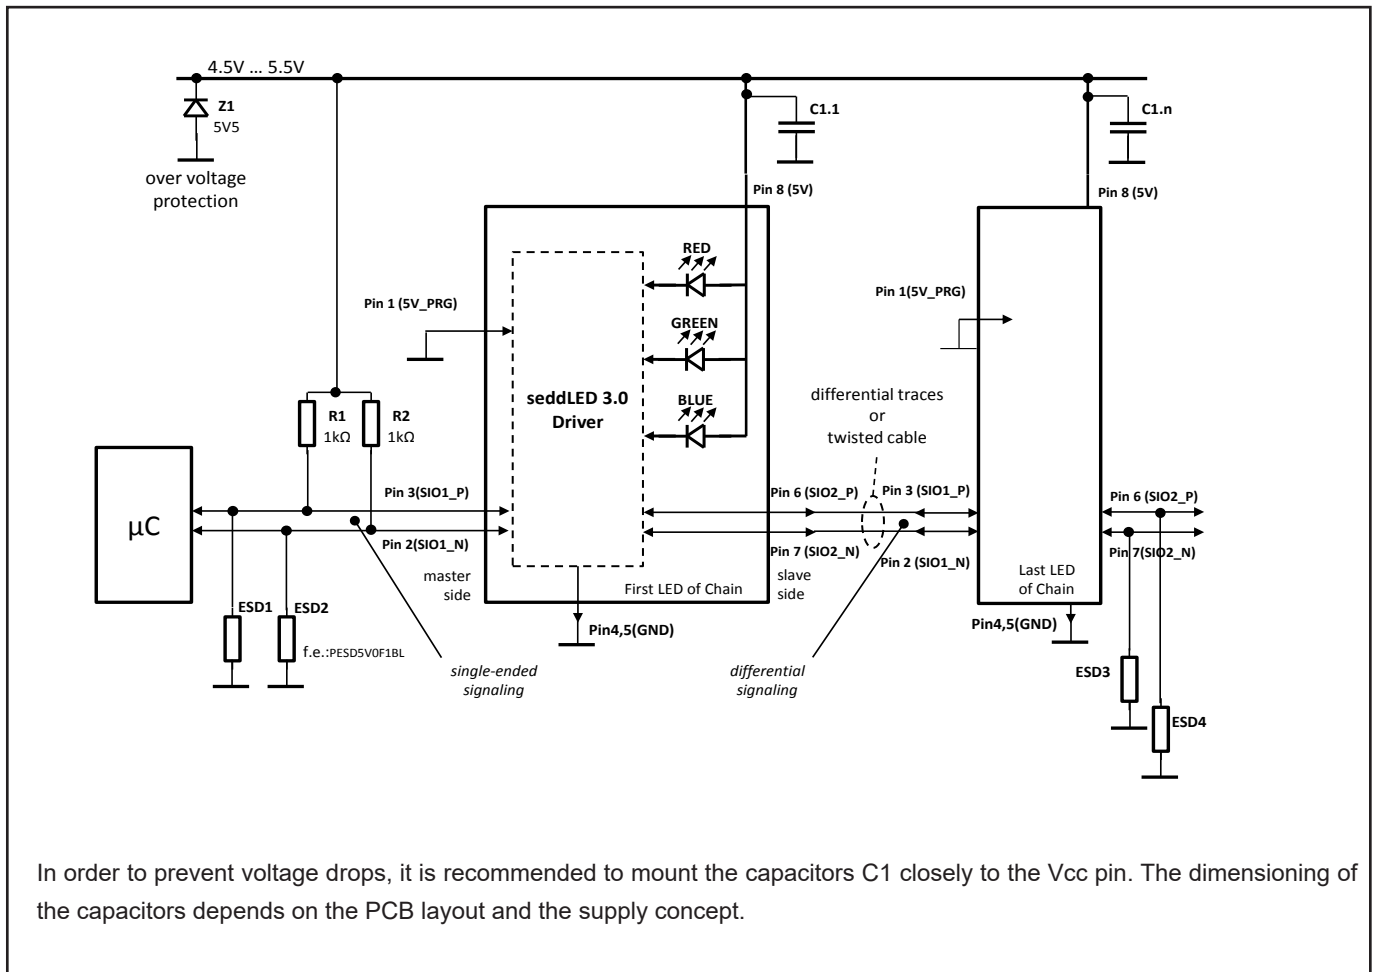 4.5V ... 5.5V
Z1
5V5
over voltage
protection
C1.1
C1.n
Pin 8 (5V)
Pin 8 (5V)
RED
Pin 1 (5V_PRG)
Pin 1(5V_PRG)
GREEN
seddLED 3.0
Driver
BLUE
differential traces
or
twisted cable
R1
1kΩ
R2
1kΩ
µC
Pin 3(SIO1_P)
Pin 2(SIO1_N)
Pin 6 (SIO2_P)
Pin 3 (SIO1_P)
Pin 6 (SIO2_P)
Pin 7 (SIO2_N)
Pin 2 (SIO1_N)
Pin 7(SIO2_N)
master
side
First LED of Chain
slave
side
Last LED
of Chain
ESD1
ESD2
f.e.:PESD5V0F1BL
Pin4,5(GND)
Pin4,5(GND)
single-ended
signaling
differential
signaling
ESD3
ESD4
In order to prevent voltage drops, it is recommended to mount the capacitors C1 closely to the Vcc pin. The dimensioning of
the capacitors depends on the PCB layout and the supply concept.